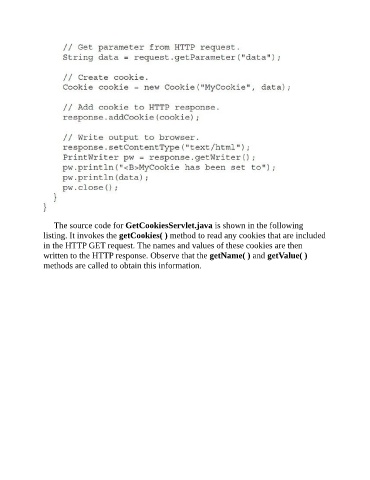 // Get parameter from HTTP request.
String data = request.getParameter("data");
// Create cookie.
Cookie cookie = new Cookie("MyCookie", data);
// Add cookie to HTTP response.
response.addCookie(cookie);
// Write output to browser.
response.setContentType("text/html");
PrintWriter pw = response.getWriter();
pw.println("<B>MyCookie has been set to");
pw.println(data);
pw.close();
}
}
The source code for GetCookiesServlet.java is shown in the following
listing. It invokes the getCookies( ) method to read any cookies that are included
in the HTTP GET request. The names and values of these cookies are then
written to the HTTP response. Observe that the getName( ) and getValue( )
methods are called to obtain this information.